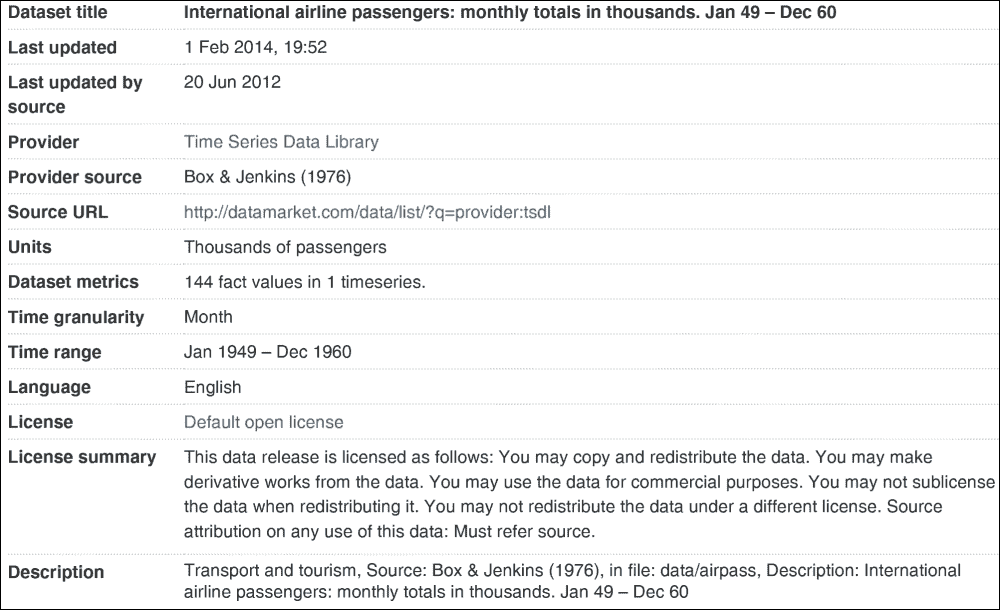 Dataset title International airline passengers: monthly totals in thousands. Jan 49 – Dec 60
Last updated 1 Feb 2014, 19:52
Last updated by 20 Jun 2012
source
Provider Time Series Data Library
Provider source Box & Jenkins (1976)
Source URL http://datamarket.com/data/list/?q=provider:tsdl
Units Thousands of passengers
Dataset metrics 144 fact values in 1 timeseries.
Time granularity Month
Time range Jan 1949 – Dec 1960
Language English
License Default open license
License summary This data release is licensed as follows: You may copy and redistribute the data. You may make
derivative works from the data. You may use the data for commercial purposes. You may not sublicense
the data when redistributing it. You may not redistribute the data under a different license. Source
attribution on any use of this data: Must refer source.
Description Transport and tourism, Source: Box & Jenkins (1976), in file: data/airpass, Description: International
airline passengers: monthly totals in thousands. Jan 49 – Dec 60